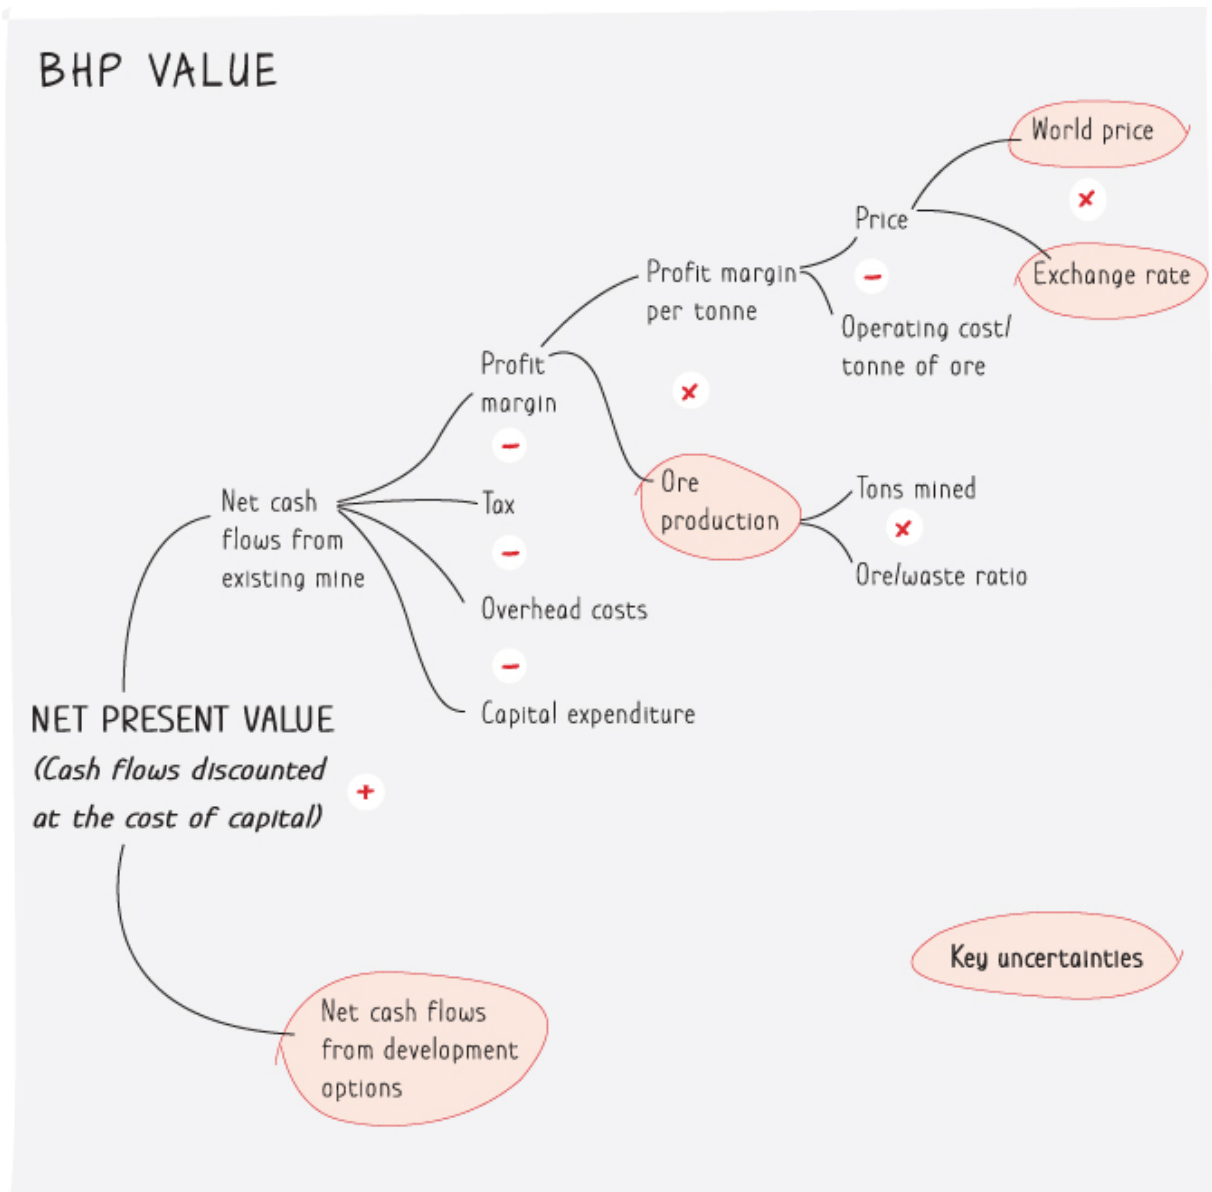 BHP VALUE
World price
×
Price
Exchange rate
Profit margin
per tonne
−
Operating cost/
tonne of ore
Profit
margin
×
−
Ore
production
Tons mined
×
Ore/waste ratio
Net cash
flows from
existing mine
Tax
−
Overhead costs
−
Capital expenditure
NET PRESENT VALUE
(Cash flows discounted
at the cost of capital)
+
Key uncertainties
Net cash flows
from development
options